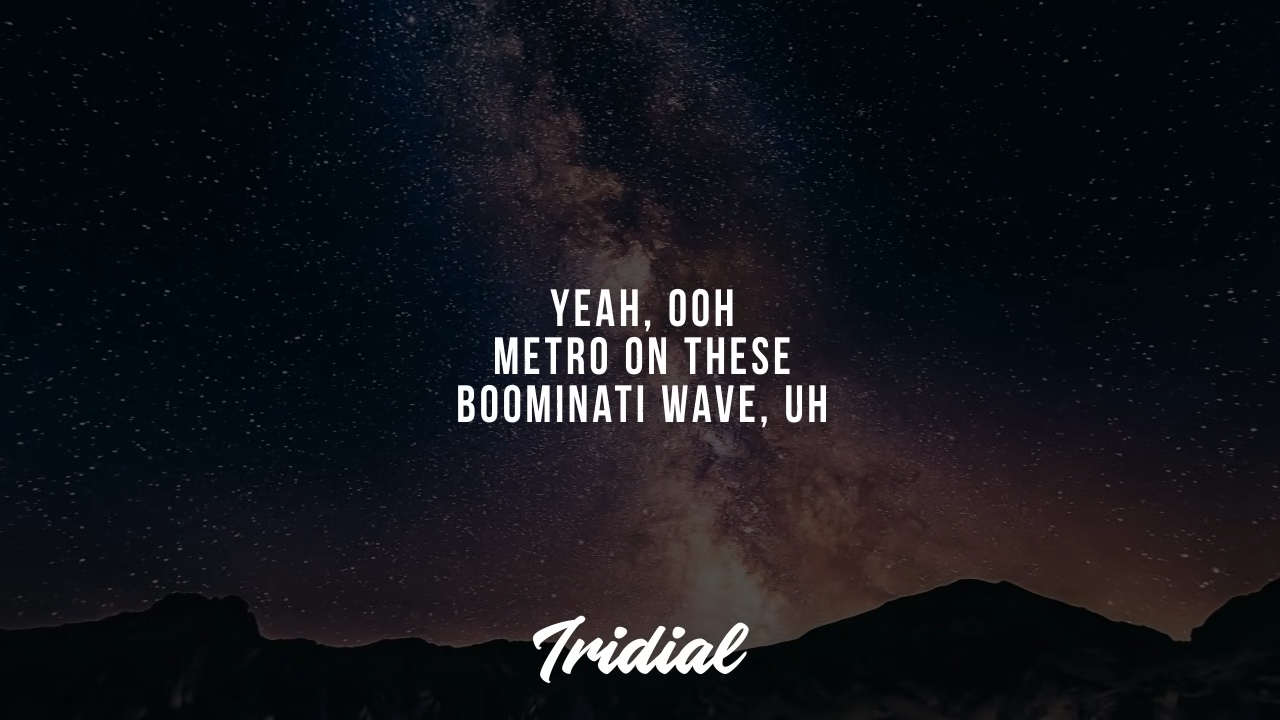 YEAH, OOH
METRO ON THESE
BOOMINATI WAVE, UH
Iridial